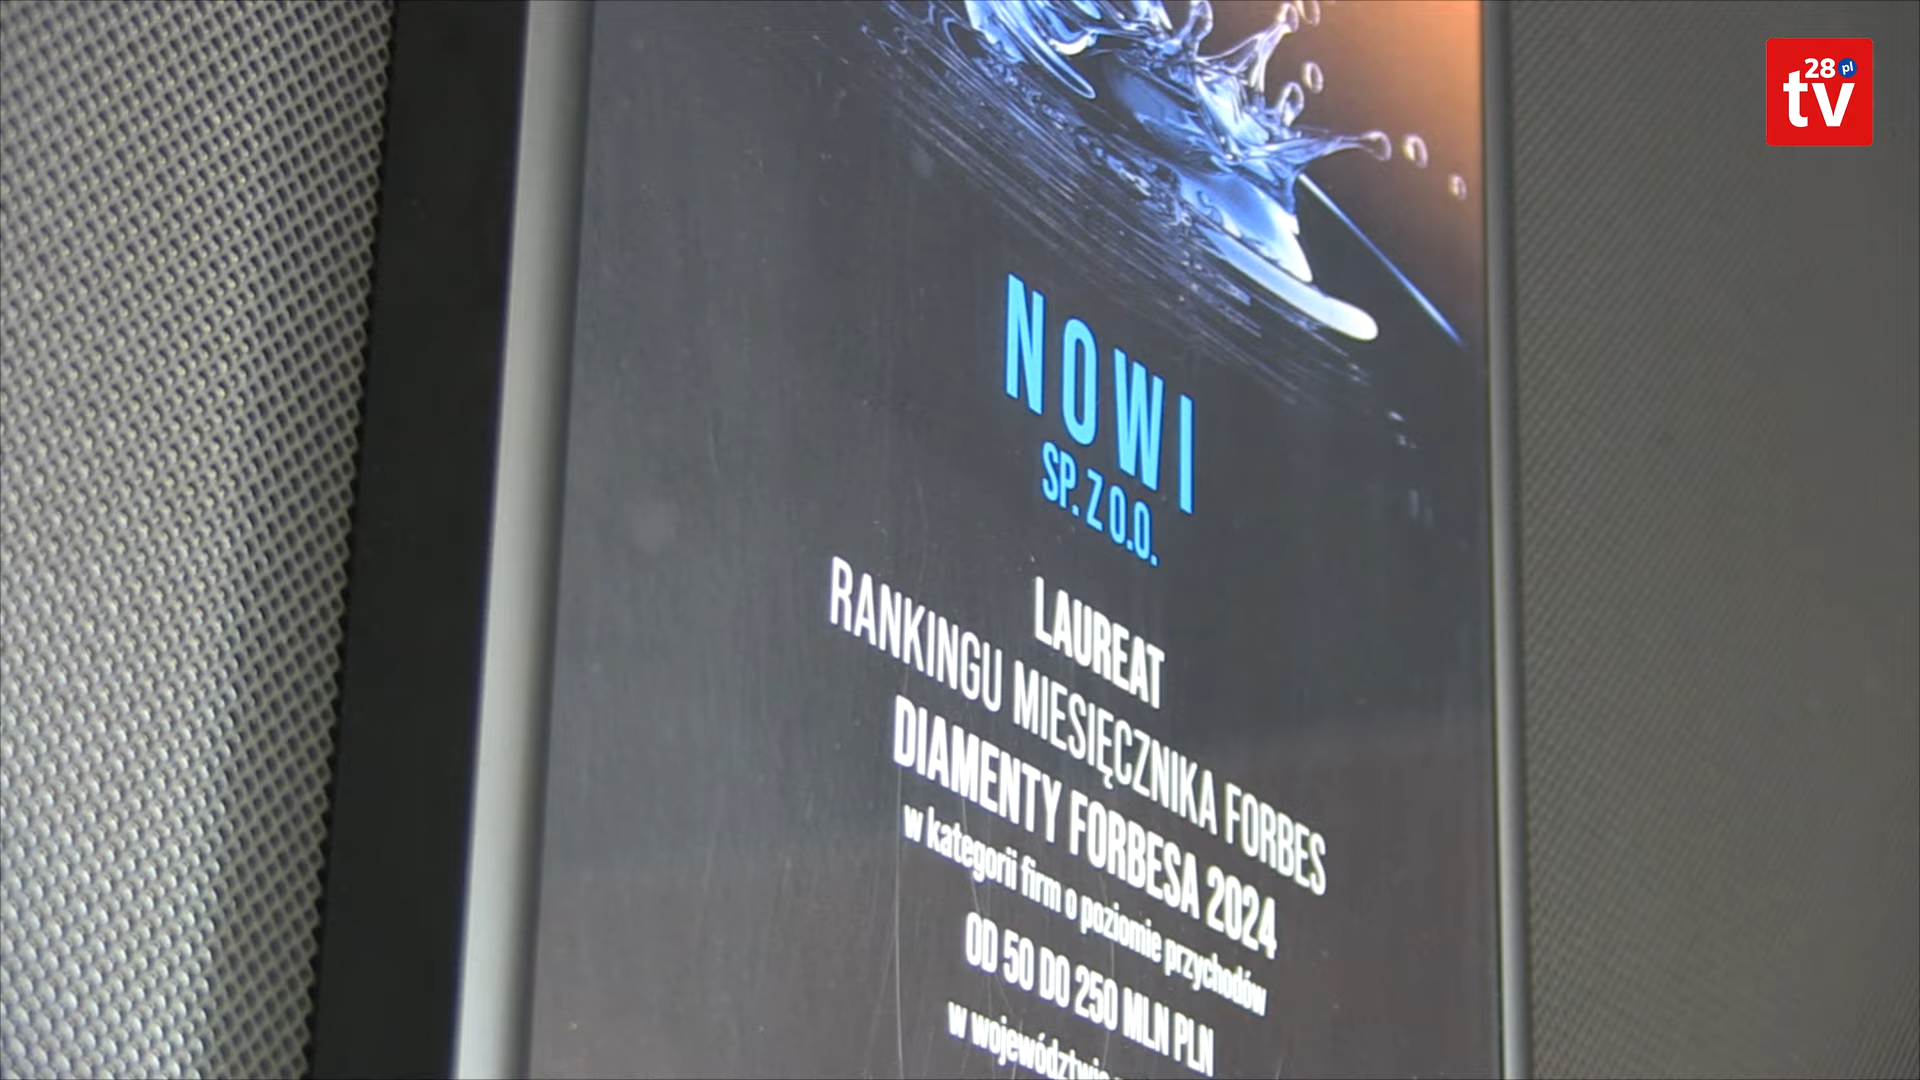 28 pl
tv
NOWI
SP. Z O.O.
LAUREAT
RANKINGU MIESIĘCZNIKA FORBES
DIAMENTY FORBESA 2024
w kategorii firm o poziomie przychodów
OD 50 DO 250 MLN PLN
w województwie